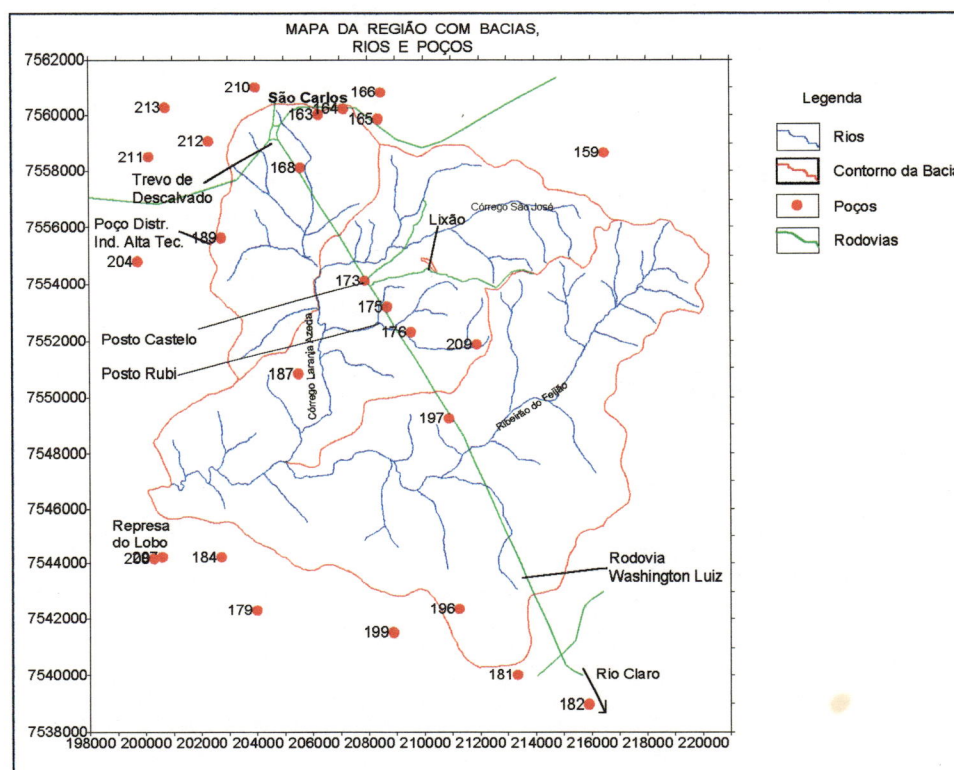 MAPA DA REGIÃO COM BACIAS,
RIOS E POÇOS
7562000
7560000
7558000
7556000
7554000
7552000
7550000
7548000
7546000
7544000
7542000
7540000
7538000
198000 200000 202000 204000 206000 208000 210000 212000 214000 216000 218000 220000
210
213
São Carlos
166
163
164
165
212
211
159
168
Trevo de
Descalvado
Poço Distr.
Ind. Alta Tec.
189
204
Lixão
Córrego São José
173
175
176
209
Posto Castelo
Posto Rubi
187
Córrego Laranja Azeda
197
Ribeirão do Feijão
Represa
do Lobo
184
179
199
196
181
182
Rodovia
Washington Luiz
Rio Claro
Legenda
Rios
Contorno da Bacia
Poços
Rodovias